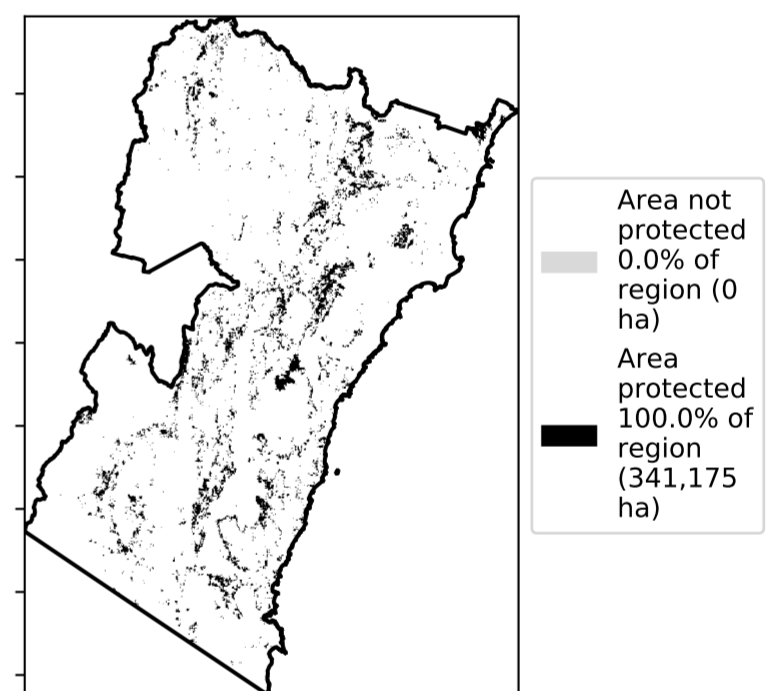 Area not
protected
0.0% of
region (0
ha)
Area
protected
100.0% of
region
(341,175
ha)